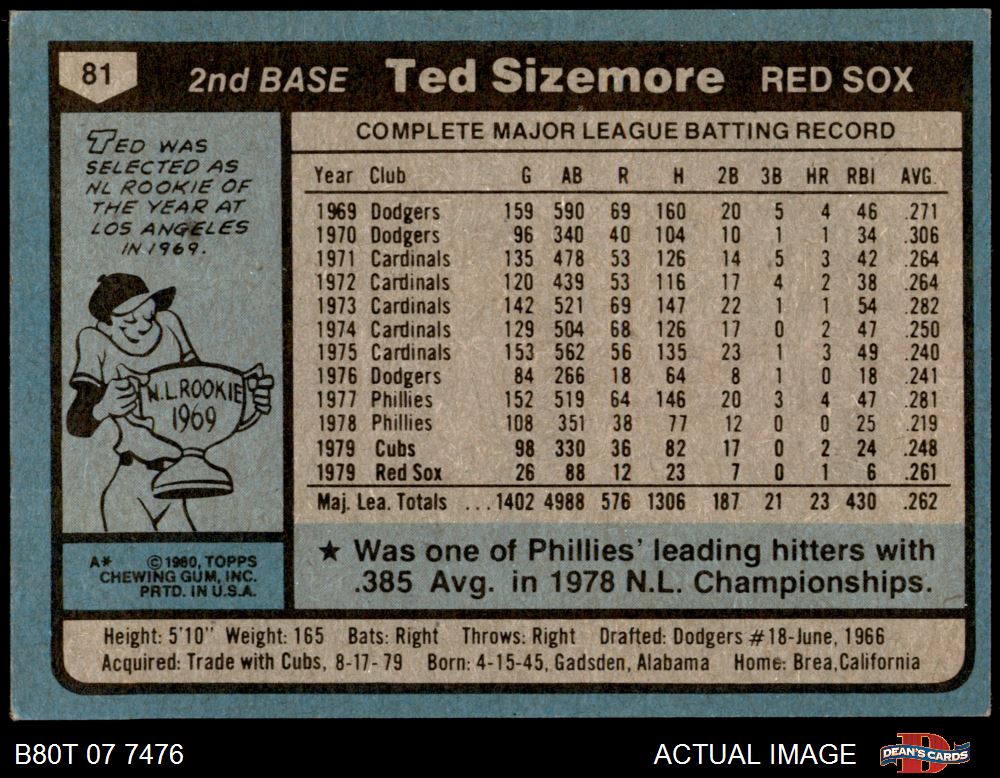 81 2nd BASE Ted Sizemore RED SOX
TED WAS
SELECTED AS
NL ROOKIE OF
THE YEAR AT
LOS ANGELES
IN 1969.
N.L. ROOKIE
1969
A* ©1980, TOPPS
CHEWING GUM, INC.
PRTD. IN U.S.A.
COMPLETE MAJOR LEAGUE BATTING RECORD
Year Club G AB R H 2B 3B HR RBI AVG.
1969 Dodgers 159 590 69 160 20 5 4 46 .271
1970 Dodgers 96 340 40 104 10 1 1 34 .306
1971 Cardinals 135 478 53 126 14 5 3 42 .264
1972 Cardinals 120 439 53 116 17 4 2 38 .264
1973 Cardinals 142 521 69 147 22 1 1 54 .282
1974 Cardinals 129 504 68 126 17 0 2 47 .250
1975 Cardinals 153 562 56 135 23 1 3 49 .240
1976 Dodgers 84 266 18 64 8 1 0 18 .241
1977 Phillies 152 519 64 146 20 3 4 47 .281
1978 Phillies 108 351 38 77 12 0 0 25 .219
1979 Cubs 98 330 36 82 17 0 2 24 .248
1979 Red Sox 26 88 12 23 7 0 1 6 .261
Maj. Lea. Totals ...1402 4988 576 1306 187 21 23 430 .262
★ Was one of Phillies' leading hitters with
.385 Avg. in 1978 N.L. Championships.
Height: 5'10" Weight: 165 Bats: Right Throws: Right Drafted: Dodgers #18-June, 1966
Acquired: Trade with Cubs, 8-17-79 Born: 4-15-45, Gadsden, Alabama Home: Brea, California
B80T 07 7476 ACTUAL IMAGE DEAN'S CARDS